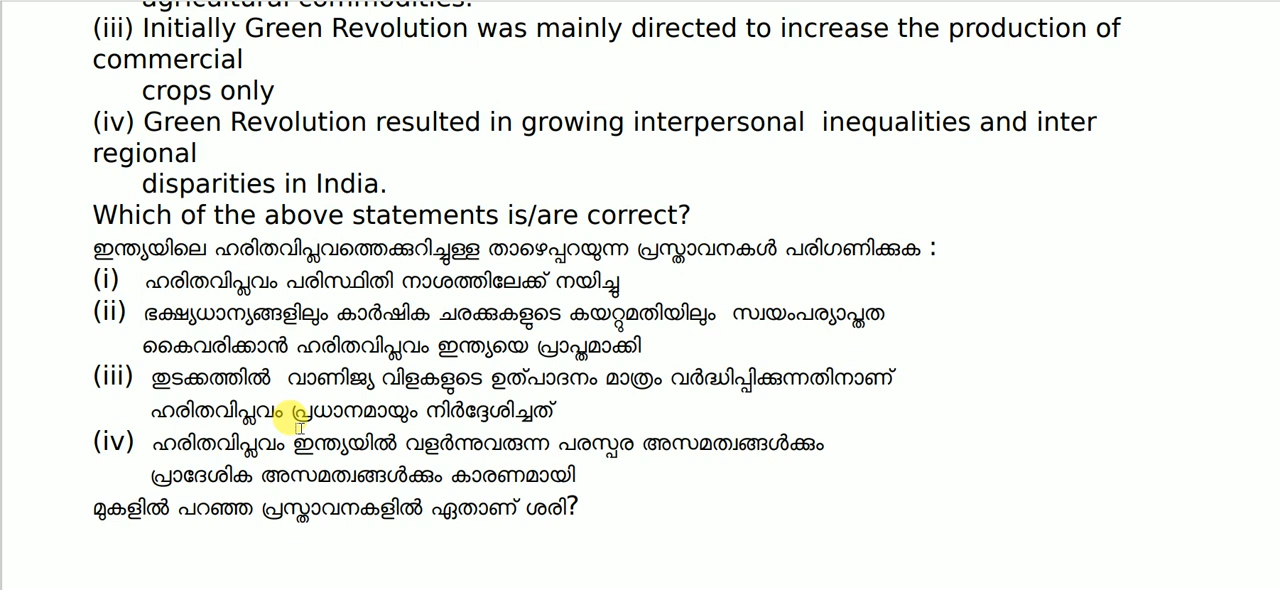 agricultural commodities.
(iii) Initially Green Revolution was mainly directed to increase the production of
commercial
crops only
(iv) Green Revolution resulted in growing interpersonal  inequalities and inter
regional
disparities in India.
Which of the above statements is/are correct?
ഇന്ത്യയിലെ ഹരിതവിപ്ലവത്തെക്കുറിച്ചുള്ള താഴെപ്പറയുന്ന പ്രസ്താവനകൾ പരിഗണിക്കുക :
(i) ഹരിതവിപ്ലവം പരിസ്ഥിതി നാശത്തിലേക്ക് നയിച്ചു
(ii) ഭക്ഷ്യധാന്യങ്ങളിലും കാർഷിക ചരക്കുകളുടെ കയറ്റുമതിയിലും സ്വയംപര്യാപ്തത
കൈവരിക്കാൻ ഹരിതവിപ്ലവം ഇന്ത്യയെ പ്രാപ്തമാക്കി
(iii) തുടക്കത്തിൽ വാണിജ്യ വിളകളുടെ ഉത്പാദനം മാത്രം വർദ്ധിപ്പിക്കുന്നതിനാണ്
ഹരിതവിപ്ലവം പ്രധാനമായും നിർദ്ദേശിച്ചത്
(iv) ഹരിതവിപ്ലവം ഇന്ത്യയിൽ വളർന്നുവരുന്ന പരസ്പര അസമത്വങ്ങൾക്കും
പ്രാദേശിക അസമത്വങ്ങൾക്കും കാരണമായി
മുകളിൽ പറഞ്ഞ പ്രസ്താവനകളിൽ ഏതാണ് ശരി?